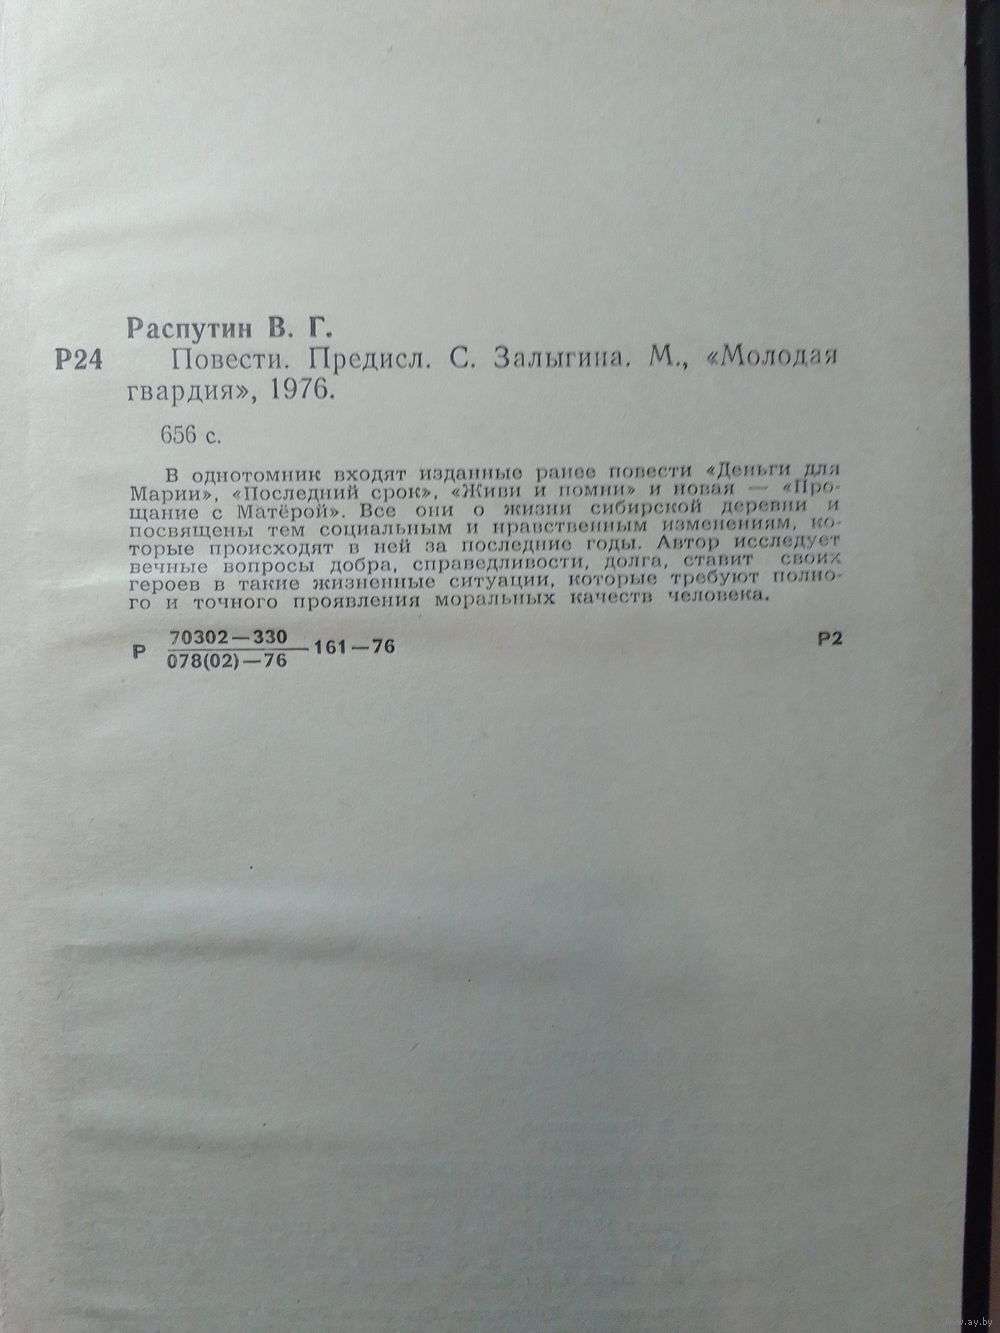 Распутин В. Г.
Р24 Повести. Предисл. С. Залыгина. М., «Молодая
гвардия», 1976.
656 с.
В однотомник входят изданные ранее повести «Деньги для
Марии», «Последний срок», «Живи и помни» и новая — «Про-
щание с Матёрой». Все они о жизни сибирской деревни и
посвящены тем социальным и нравственным изменениям, ко-
торые происходят в ней за последние годы. Автор исследует
вечные вопросы добра, справедливости, долга, ставит своих
героев в такие жизненные ситуации, которые требуют полно-
го и точного проявления моральных качеств человека.
70302—330
Р 161—76 Р2
078(02)—76
www.ay.by